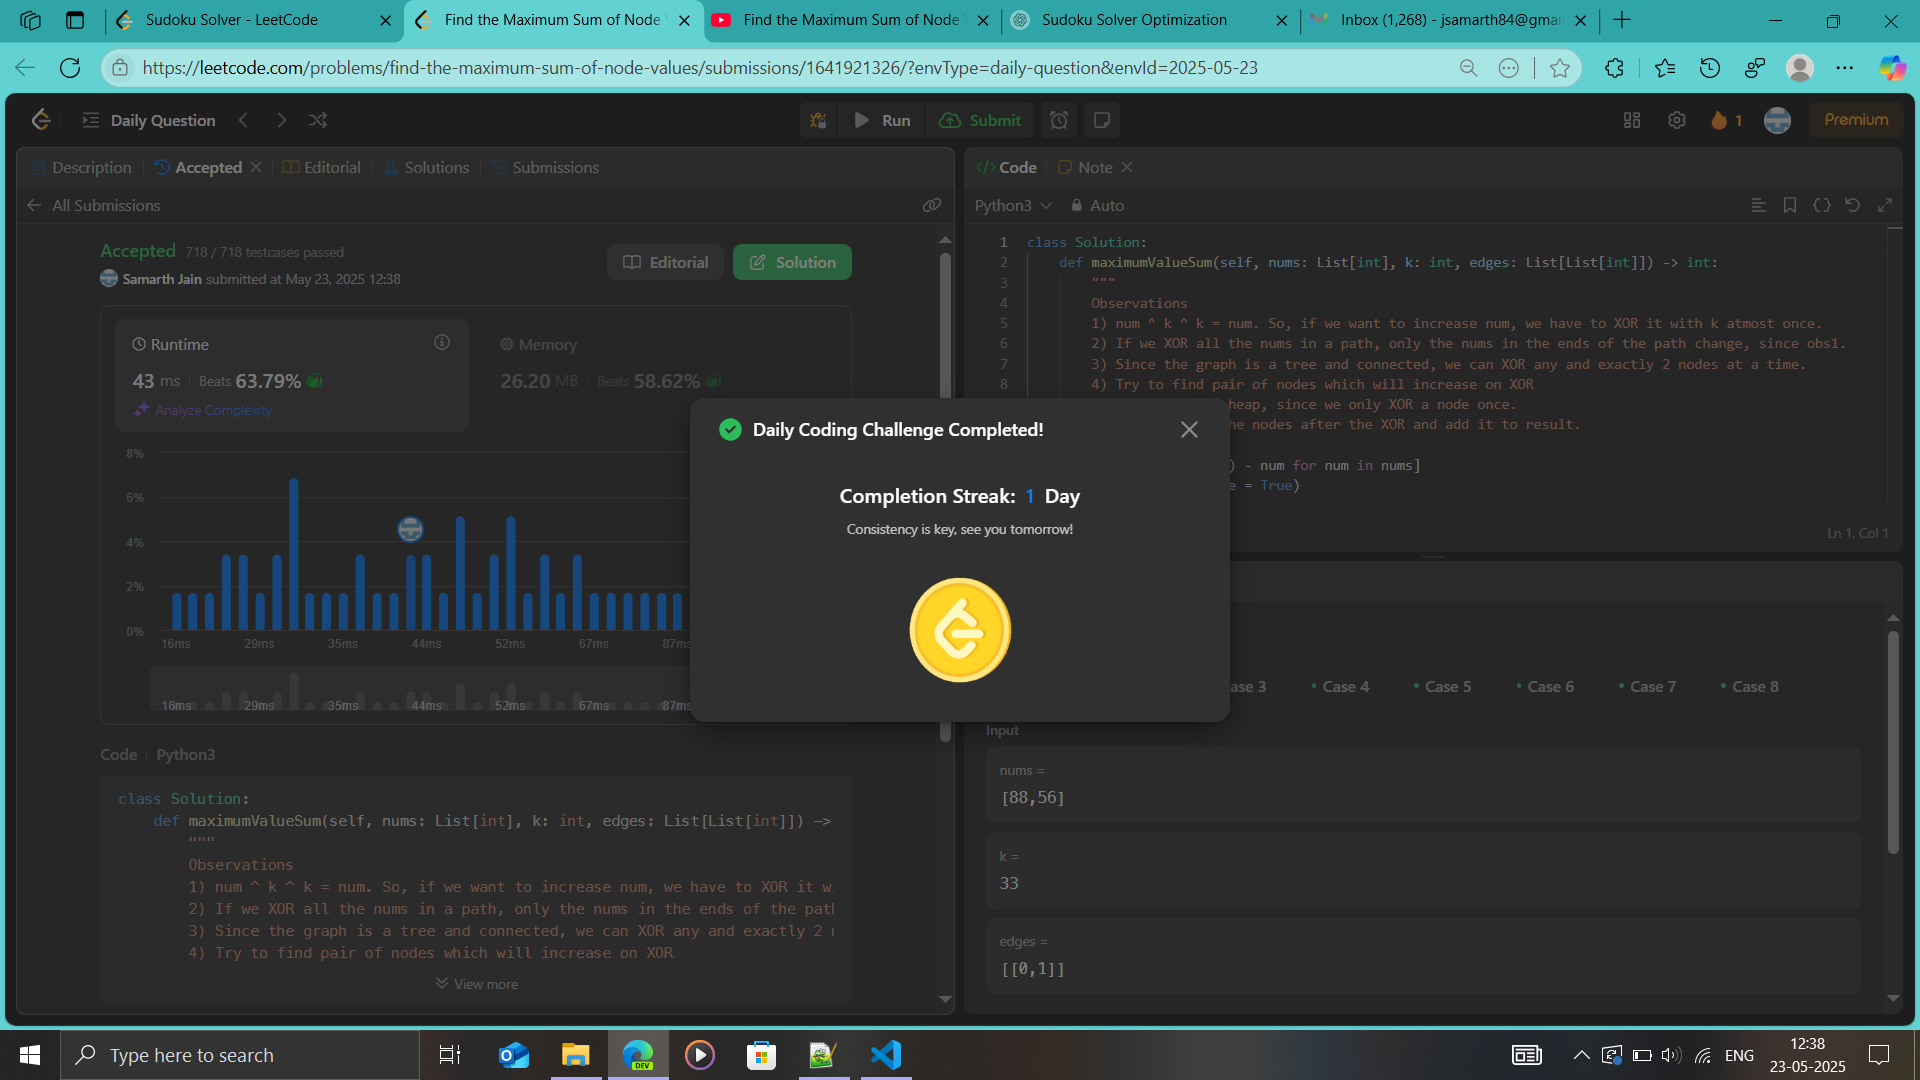 Sudoku Solver - LeetCode
Find the Maximum Sum of Node
Find the Maximum Sum of Node
Sudoku Solver Optimization
Inbox (1,268) - jsamarth84@gmai
https://leetcode.com/problems/find-the-maximum-sum-of-node-values/submissions/1641921326/?envType=daily-question&envId=2025-05-23
Daily Question
Run
Submit
1
Premium
Description
Accepted
Editorial
Solutions
Submissions
All Submissions
Accepted 718 / 718 testcases passed
Samarth Jain submitted at May 23, 2025 12:38
Editorial
Solution
Runtime
43 ms Beats 63.79%
Analyze Complexity
Memory
26.20 MB Beats 58.62%
8%
6%
4%
2%
0%
16ms 29ms 35ms 44ms 52ms 67ms 87ms
16ms 29ms 35ms 44ms 52ms 67ms 87ms
Code Python3
class Solution:
def maximumValueSum(self, nums: List[int], k: int, edges: List[List[int]]) ->
"""
Observations
1) num ^ k ^ k = num. So, if we want to increase num, we have to XOR it wi
2) If we XOR all the nums in a path, only the nums in the ends of the path
3) Since the graph is a tree and connected, we can XOR any and exactly 2 n
4) Try to find pair of nodes which will increase on XOR
View more
Daily Coding Challenge Completed!
Completion Streak: 1 Day
Consistency is key, see you tomorrow!
Code
Note
Python3
Auto
1 class Solution:
2 def maximumValueSum(self, nums: List[int], k: int, edges: List[List[int]]) -> int:
3 """
4 Observations
5 1) num ^ k ^ k = num. So, if we want to increase num, we have to XOR it with k atmost once.
6 2) If we XOR all the nums in a path, only the nums in the ends of the path change, since obs1.
7 3) Since the graph is a tree and connected, we can XOR any and exactly 2 nodes at a time.
8 4) Try to find pair of nodes which will increase on XOR
heap, since we only XOR a node once.
he nodes after the XOR and add it to result.
) - num for num in nums]
e = True)
Ln 1, Col 1
ase 3 Case 4 Case 5 Case 6 Case 7 Case 8
Input
nums =
[88,56]
k =
33
edges =
[[0,1]]
Type here to search
DEV
ENG
12:38
23-05-2025